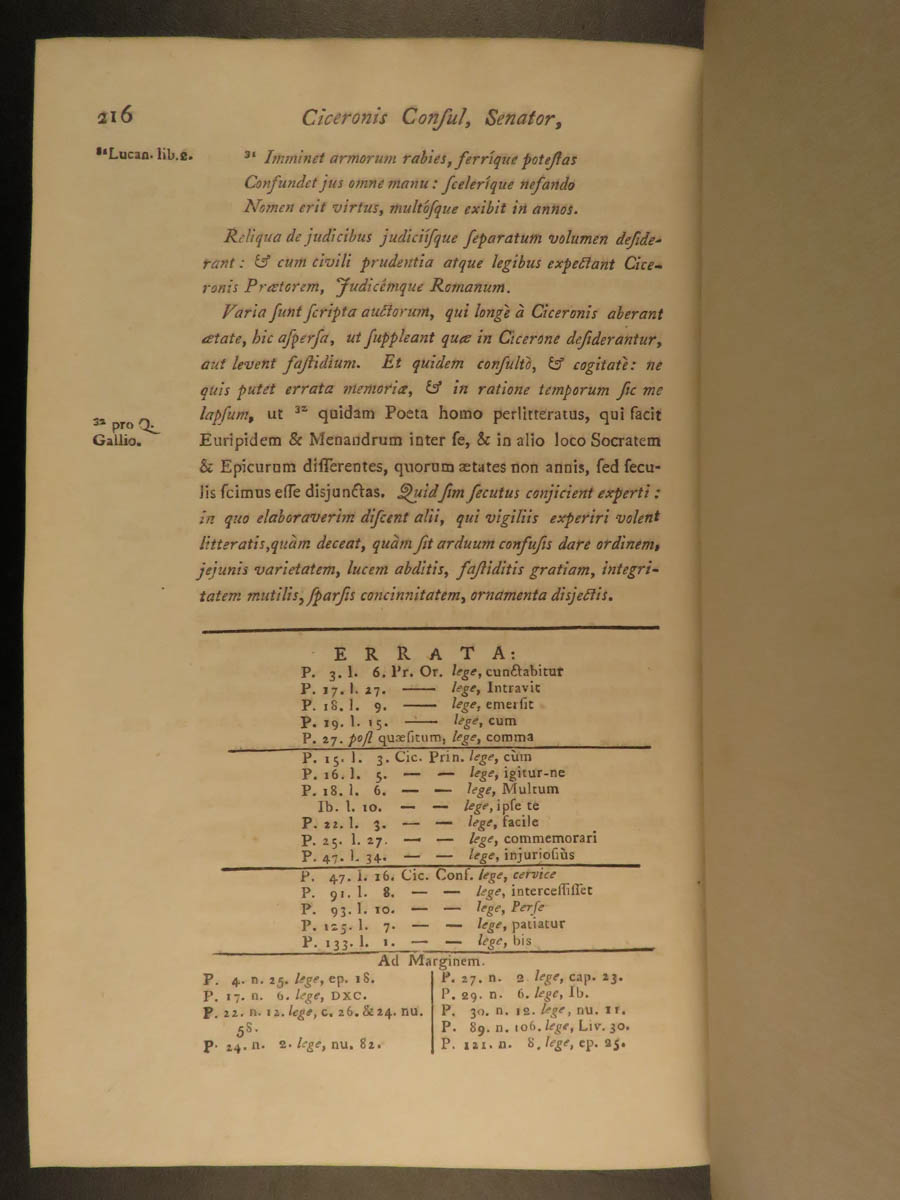 216
Ciceronis Conſul, Senator,
³¹Lucan. lib.2.
³¹ Imminet armorum rabies, ferríque poteſtas
Confundet jus omne manu: ſceleríque nefando
Nomen erit virtus, multóſque exibit in annos.
Reliqua de judicibus judiciíſque ſeparatum volumen deſide-
rant: & cum civili prudentia atque legibus expectant Cice-
ronis Prætorem, Judicémque Romanum.
Varia ſunt ſcripta auctorum, qui longè à Ciceronis aberant
ætate, hic aſperſa, ut ſuppleant quæ in Cicerone deſiderantur,
aut levent faſtidium. Et quidem conſultò, & cogitatè: ne
quis putet errata memoriæ, & in ratione temporum ſic me
lapſum, ut ³² quidam Poeta homo perlitteratus, qui facit
³² pro Q.
Gallio.
Euripidem & Menandrum inter ſe, & in alio loco Socratem
& Epicurum differentes, quorum ætates non annis, ſed ſecu-
lis ſcimus eſſe disjunctas. Quid ſim ſecutus conjicient experti:
in quo elaboraverim diſcent alii, qui vigiliis experiri volent
litteratis, quàm deceat, quàm ſit arduum confuſis dare ordinem,
jejunis varietatem, lucem abditis, faſtiditis gratiam, integri-
tatem mutilis, ſparſis concinnitatem, ornamenta disjectis.
ERRATA:
P. 3. l. 6. Pr. Or. lege, cunctabitur
P. 17. l. 27. —— lege, Intravit
P. 18. l. 9. —— lege, emerſit
P. 19. l. 15. —— lege, cum
P. 27. poſt quæſitum, lege, comma
P. 15. l. 3. Cic. Prin. lege, cùm
P. 16. l. 5. — — lege, igitur-ne
P. 18. l. 6. — — lege, Multum
Ib. l. 10. — — lege, ipſe te
P. 22. l. 3. — — lege, facile
P. 25. l. 27. — — lege, commemorari
P. 47. l. 34. — — lege, injurioſiùs
P. 47. l. 16. Cic. Conſ. lege, cervice
P. 91. l. 8. — — lege, interceſſiſſet
P. 93. l. 10. — — lege, Perſe
P. 125. l. 7. — — lege, patiatur
P. 133. l. 1. — — lege, bis
Ad Marginem.
P. 4. n. 25. lege, ep. 18.
P. 17. n. 6. lege, DXC.
P. 22. n. 12. lege, c. 26. & 24. nu.
58.
P. 24. n. 2. lege, nu. 82.
P. 27. n. 2 lege, cap. 23.
P. 29. n. 6. lege, Ib.
P. 30. n. 12. lege, nu. 11.
P. 89. n. 106. lege, Liv. 30.
P. 121. n. 8. lege, ep. 25.